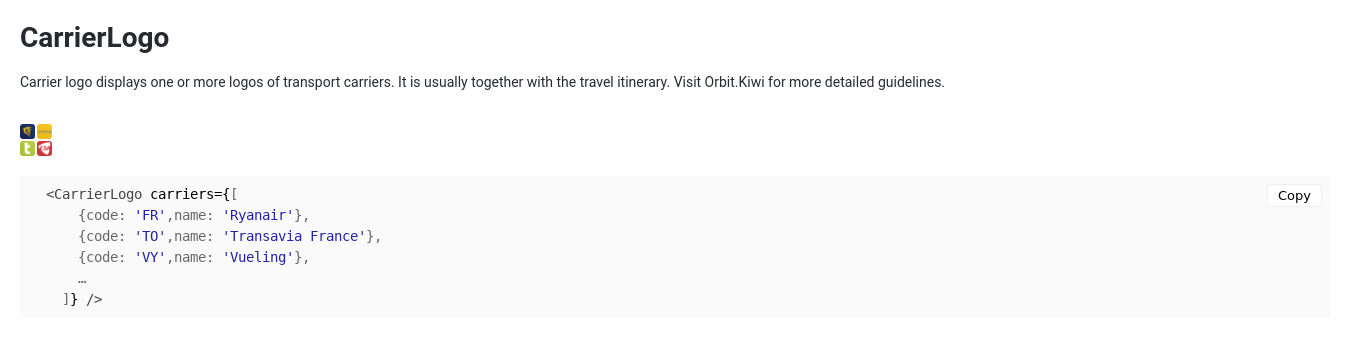 CarrierLogo
Carrier logo displays one or more logos of transport carriers. It is usually together with the travel itinerary. Visit Orbit.Kiwi for more detailed guidelines.
<CarrierLogo carriers={[
Copy
{code: 'FR',name: 'Ryanair'},
{code: 'TO',name: 'Transavia France'},
{code: 'VY',name: 'Vueling'},
…
]} />